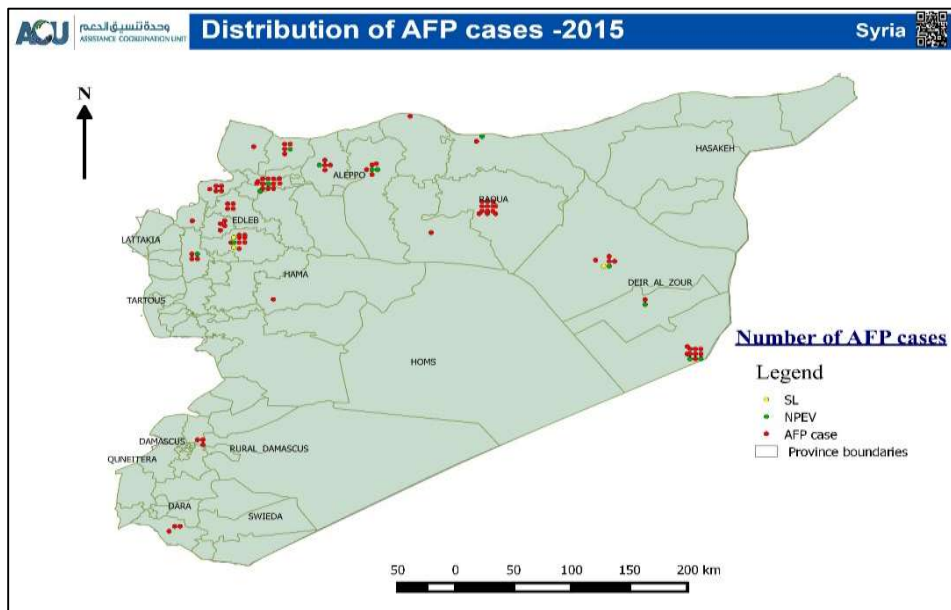 ACU
وحدة تنسيق الدعم
ASSISTANCE COORDINATION UNIT
Distribution of AFP cases -2015
Syria
N
HASAKEH
ALEPPO
RAQUA
EDLEB
LATTAKIA
HAMA
DEIR_AL_ZOUR
TARTOUS
HOMS
Number of AFP cases
Legend
SL
NPEV
AFP case
Province boundaries
DAMASCUS
RURAL_DAMASCUS
QUNEITERA
DARA
SWIEDA
50 0 50 100 150 200 km